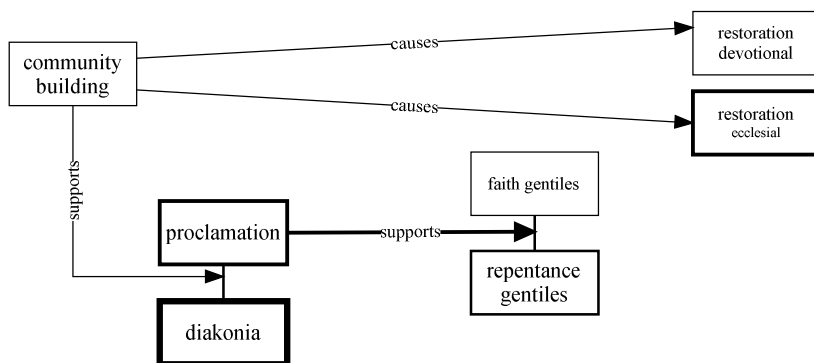 community
building
causes
restoration
devotional
causes
restoration
ecclesial
supports
proclamation
diakonia
supports
faith gentiles
repentance
gentiles